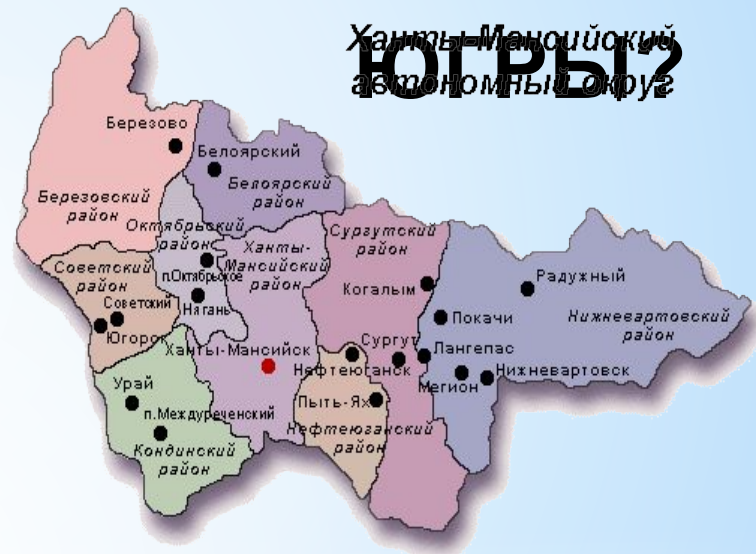 Ханты-Мансийский
автономный округ
ЮГРЫ?
Березово
Белоярский
Белоярский
район
Березовский
район
Октябрьский
район
Ханты-
Мансийский
район
Сургутский
район
Советский
район
п.Октябрьское
Советский
Нягань
Югорск
Когалым
Радужный
Покачи
Нижневартовский
район
Ханты-Мансийск
Сургут
Лангепас
Нефтеюганск
Мегион
Нижневартовск
Урай
Пыть-Ях
п.Междуреченский
Нефтеюганский
район
Кондинский
район